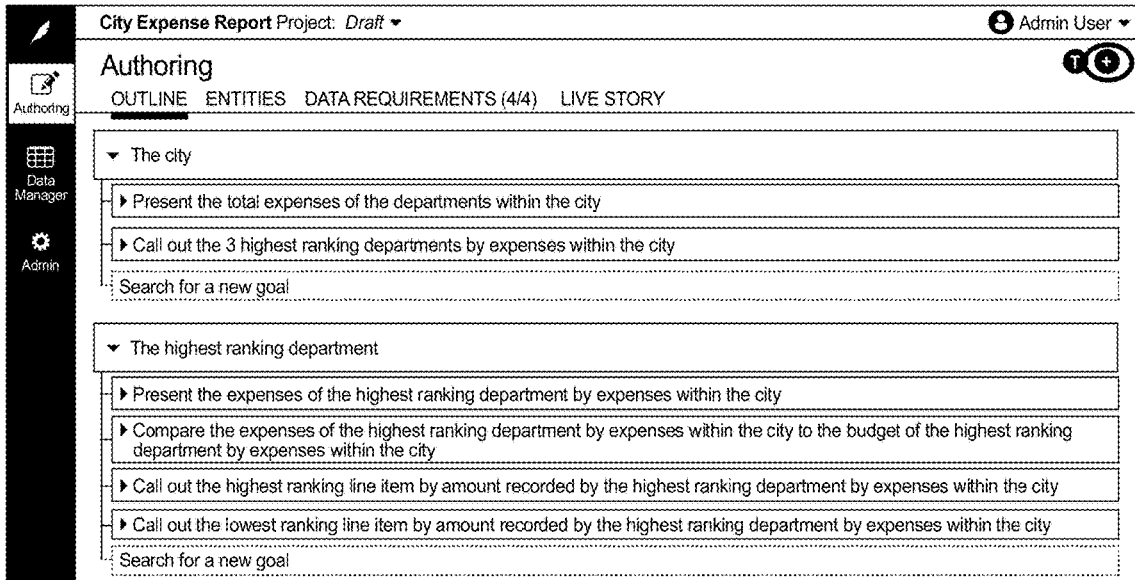 City Expense Report Project: Draft
Admin User
Authoring
T +
OUTLINE ENTITIES DATA REQUIREMENTS (4/4) LIVE STORY
Authoring
Data
Manager
Admin
The city
Present the total expenses of the departments within the city
Call out the 3 highest ranking departments by expenses within the city
Search for a new goal
The highest ranking department
Present the expenses of the highest ranking department by expenses within the city
Compare the expenses of the highest ranking department by expenses within the city to the budget of the highest ranking
department by expenses within the city
Call out the highest ranking line item by amount recorded by the highest ranking department by expenses within the city
Call out the lowest ranking line item by amount recorded by the highest ranking department by expenses within the city
Search for a new goal